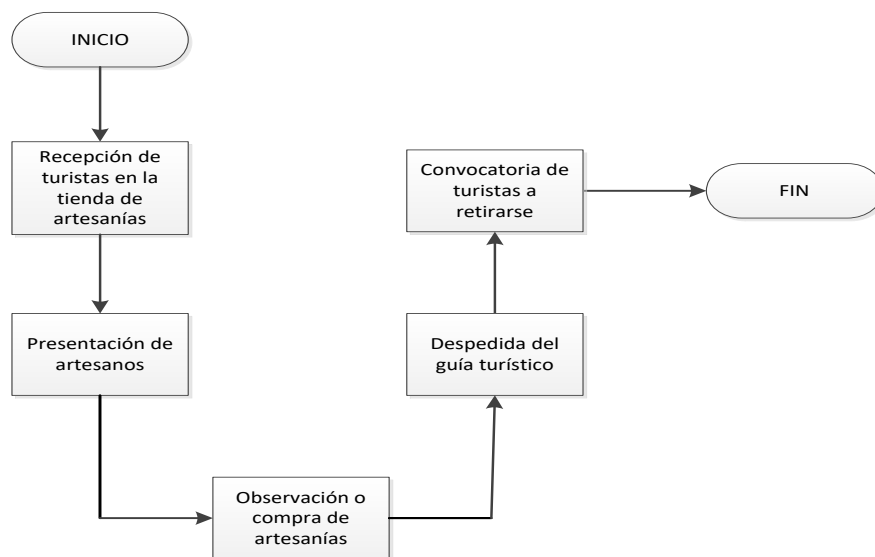 INICIO
Recepción de
turistas en la
tienda de
artesanías
Presentación de
artesanos
Observación o
compra de
artesanías
Despedida del
guía turístico
Convocatoria de
turistas a
retirarse
FIN